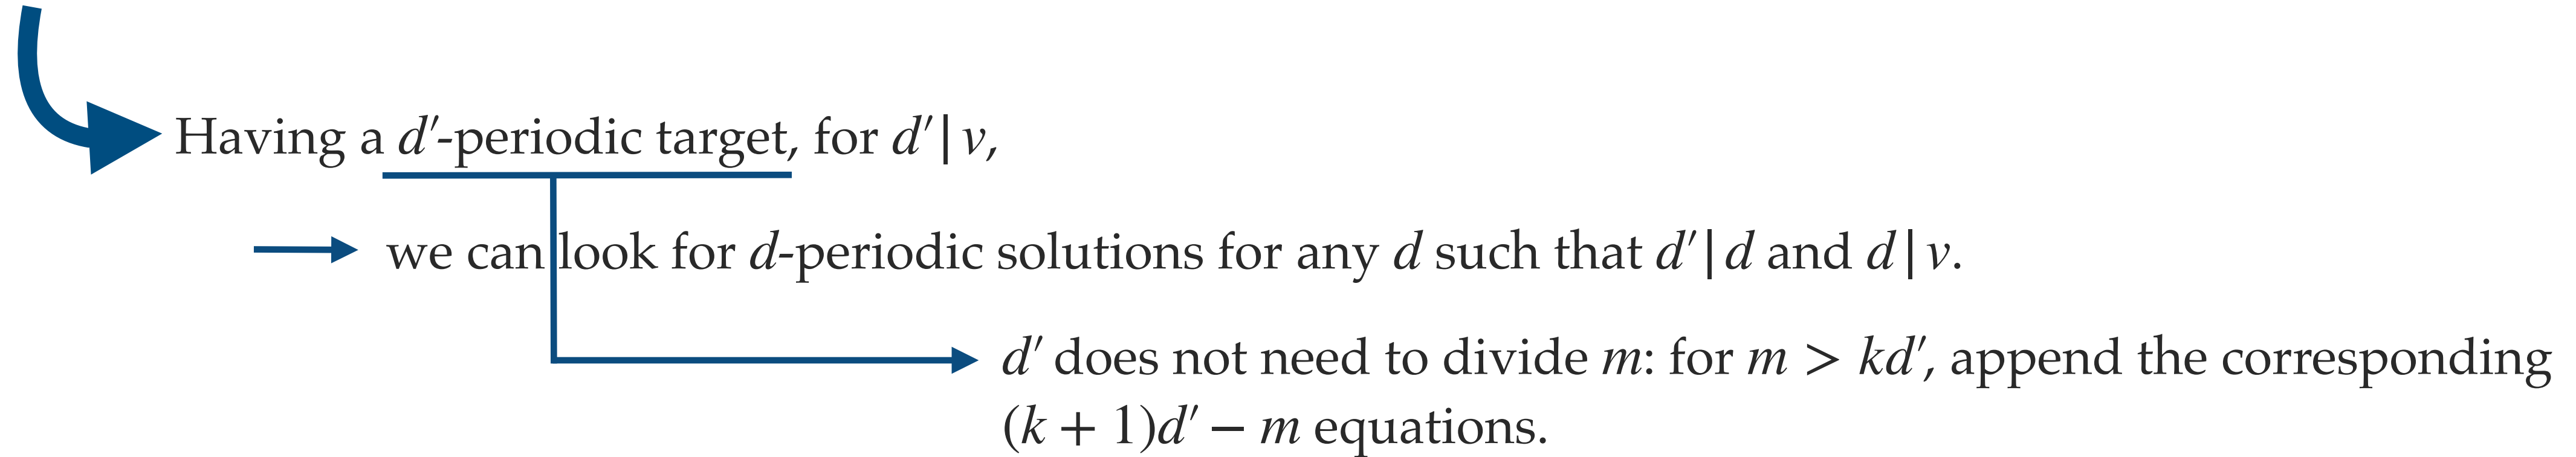 Having a d′-periodic target, for d′ | v,
we can look for d-periodic solutions for any d such that d′ | d and d | v.
d′ does not need to divide m: for m > kd′, append the corresponding
(k + 1)d′ − m equations.